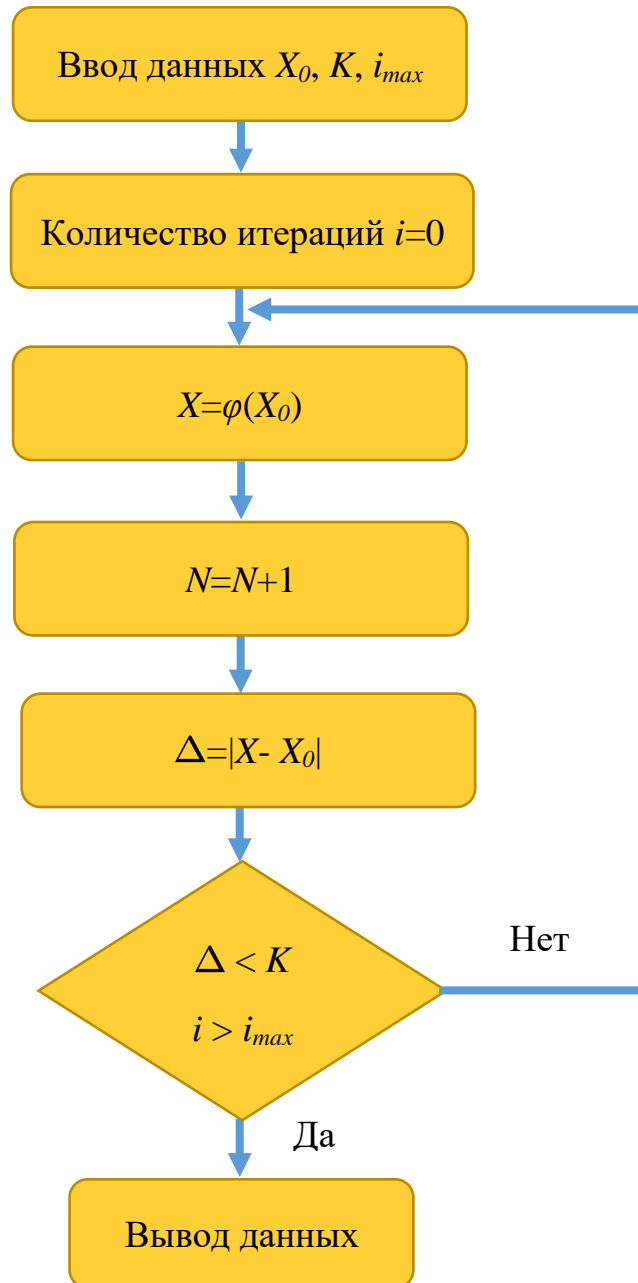 Ввод данных X₀, K, iₘₐₓ
Количество итераций i=0
X=φ(X₀)
N=N+1
Δ=|X- X₀|
Δ < K
i > iₘₐₓ
Нет
Да
Вывод данных